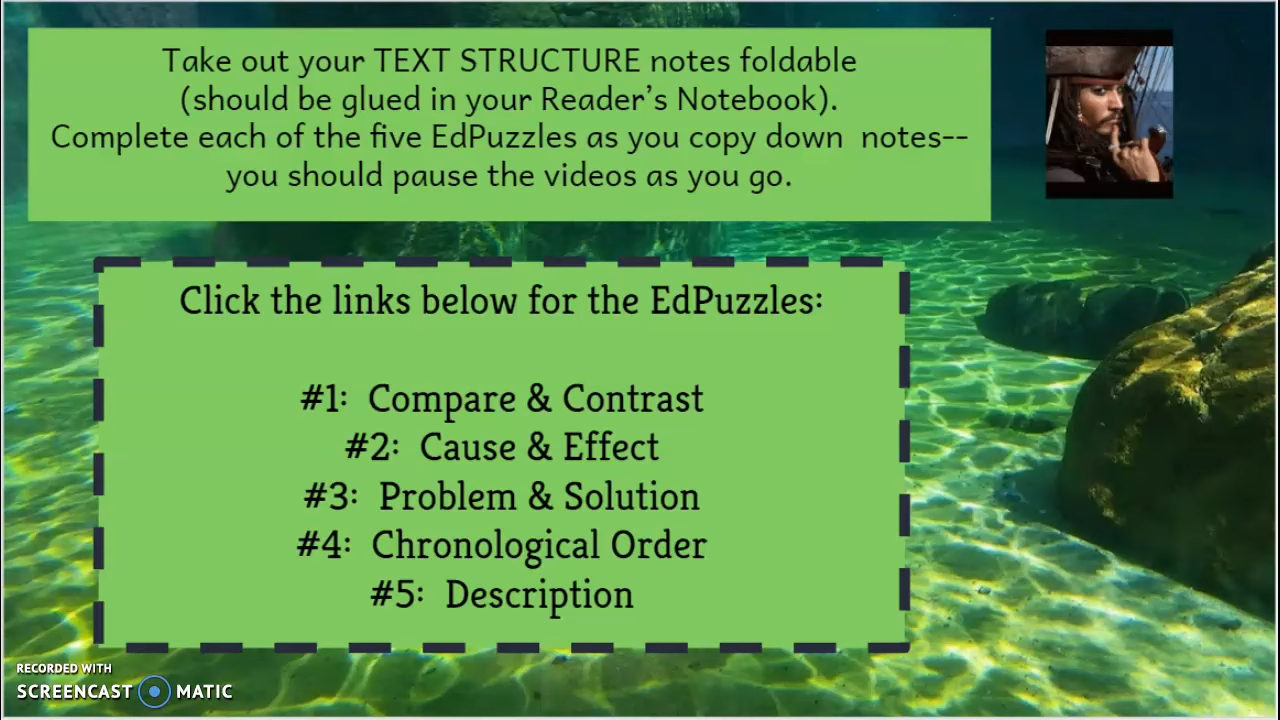 Take out your TEXT STRUCTURE notes foldable
(should be glued in your Reader's Notebook).
Complete each of the five EdPuzzles as you copy down  notes--
you should pause the videos as you go.
Click the links below for the EdPuzzles:
#1:  Compare & Contrast
#2:  Cause & Effect
#3:  Problem & Solution
#4:  Chronological Order
#5:  Description
RECORDED WITH
SCREENCAST MATIC